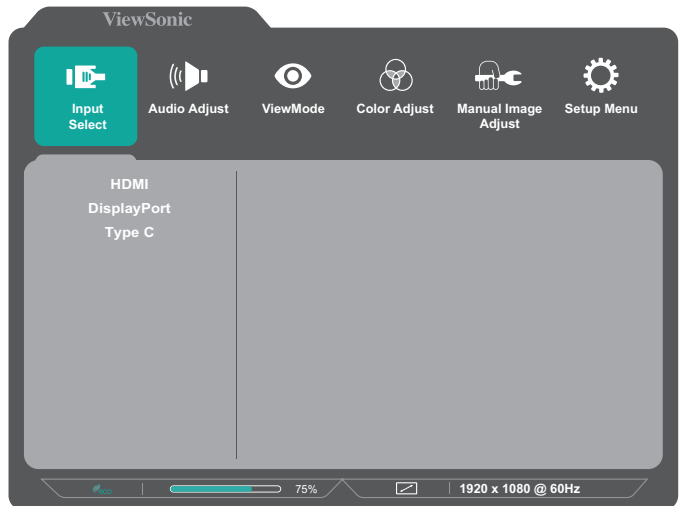 ViewSonic
Input
Select
Audio Adjust
ViewMode
Color Adjust
Manual Image
Adjust
Setup Menu
HDMI
DisplayPort
Type C
eco
75%
1920 x 1080 @ 60Hz